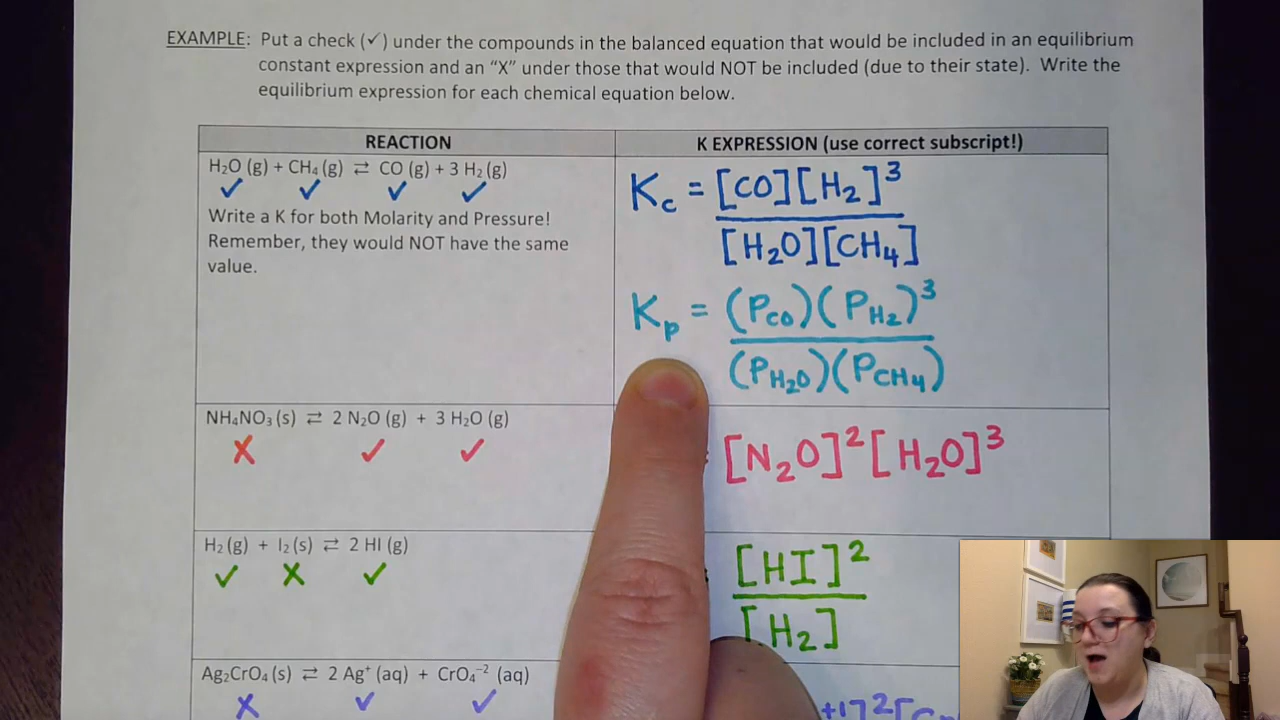 EXAMPLE: Put a check (✓) under the compounds in the balanced equation that would be included in an equilibrium
constant expression and an “X” under those that would NOT be included (due to their state). Write the
equilibrium expression for each chemical equation below.
REACTION
K EXPRESSION (use correct subscript!)
H₂O (g) + CH₄ (g) ⇄ CO (g) + 3 H₂ (g)
✓ ✓ ✓ ✓
Write a K for both Molarity and Pressure!
Remember, they would NOT have the same
value.
Kc = [CO][H₂]³
[H₂O][CH₄]
Kp = (P_CO)(P_H₂)³
(P_H₂O)(P_CH₄)
NH₄NO₃ (s) ⇄ 2 N₂O (g) + 3 H₂O (g)
X ✓ ✓
[N₂O]²[H₂O]³
H₂ (g) + I₂ (s) ⇄ 2 HI (g)
✓ X ✓
[HI]²
[H₂]
Ag₂CrO₄ (s) ⇄ 2 Ag⁺ (aq) + CrO₄⁻² (aq)
X ✓ ✓